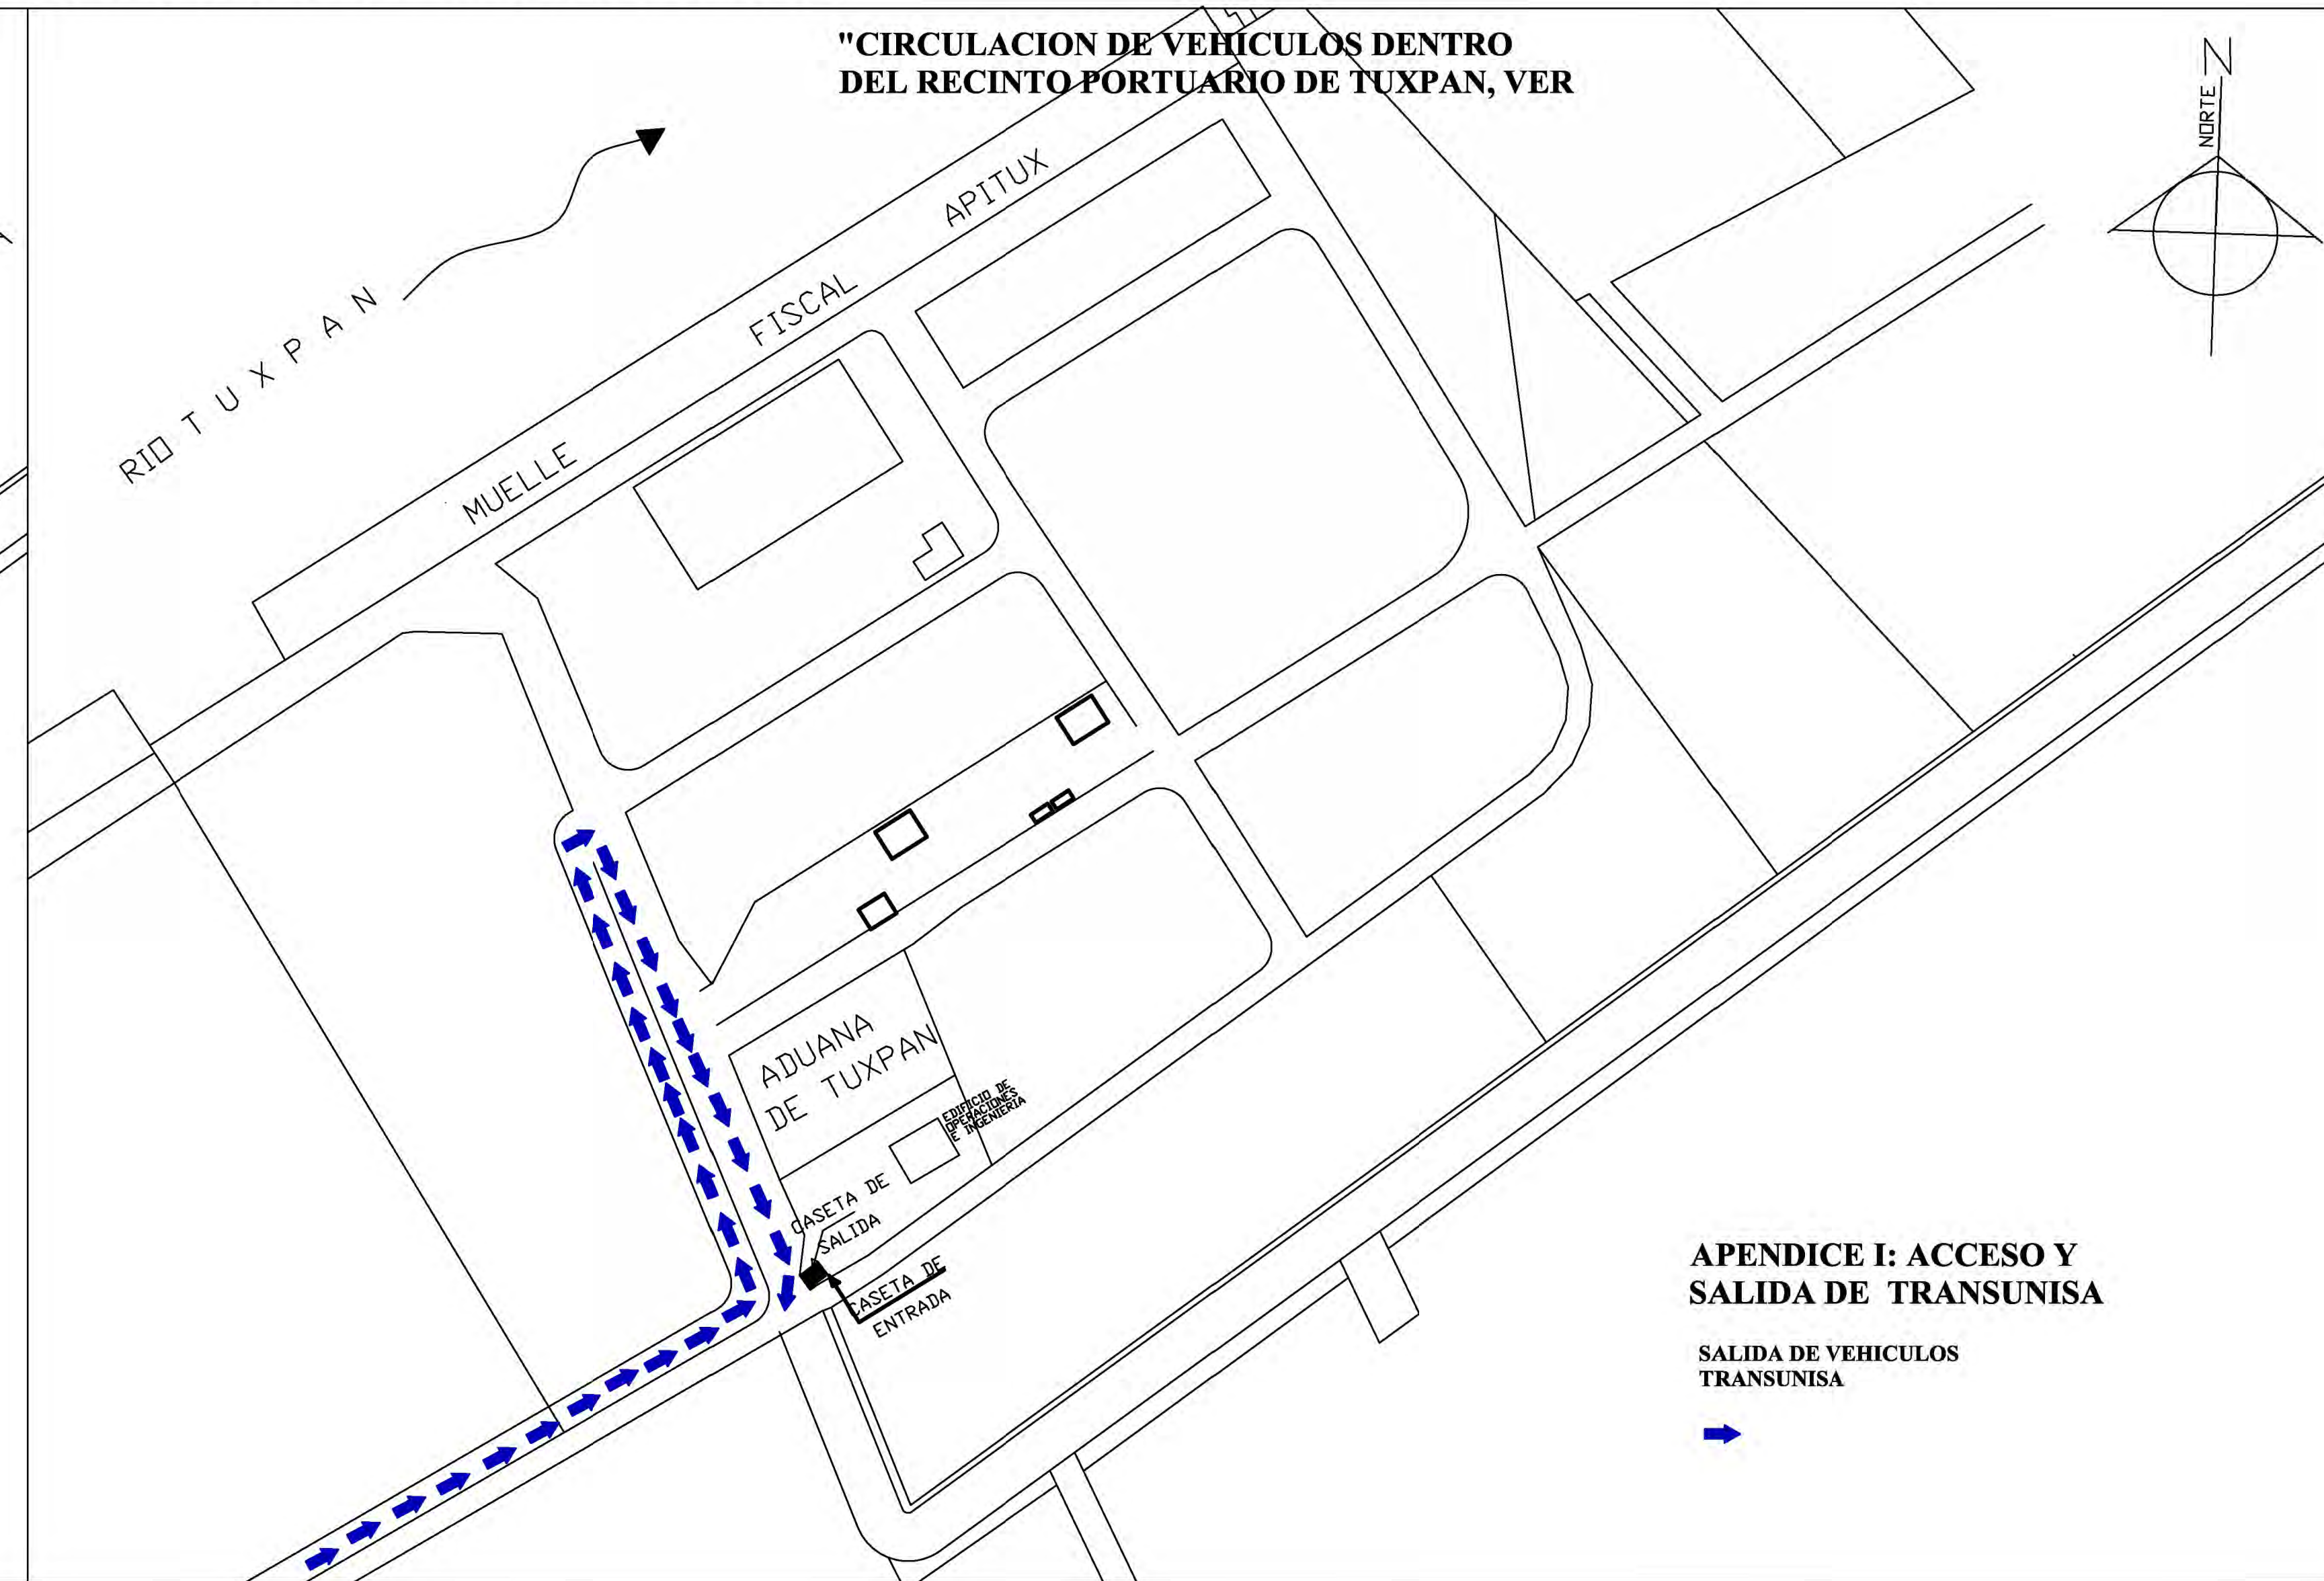 "CIRCULACION DE VEHICULOS DENTRO
DEL RECINTO PORTUARIO DE TUXPAN, VER
N
NORTE
RIO TUXPAN
MUELLE FISCAL APITUX
ADUANA
DE TUXPAN
EDIFICIO DE
OPERACIONES
E INGENIERIA
CASETA DE
SALIDA
CASETA DE
ENTRADA
APENDICE I: ACCESO Y
SALIDA DE TRANSUNISA
SALIDA DE VEHICULOS
TRANSUNISA